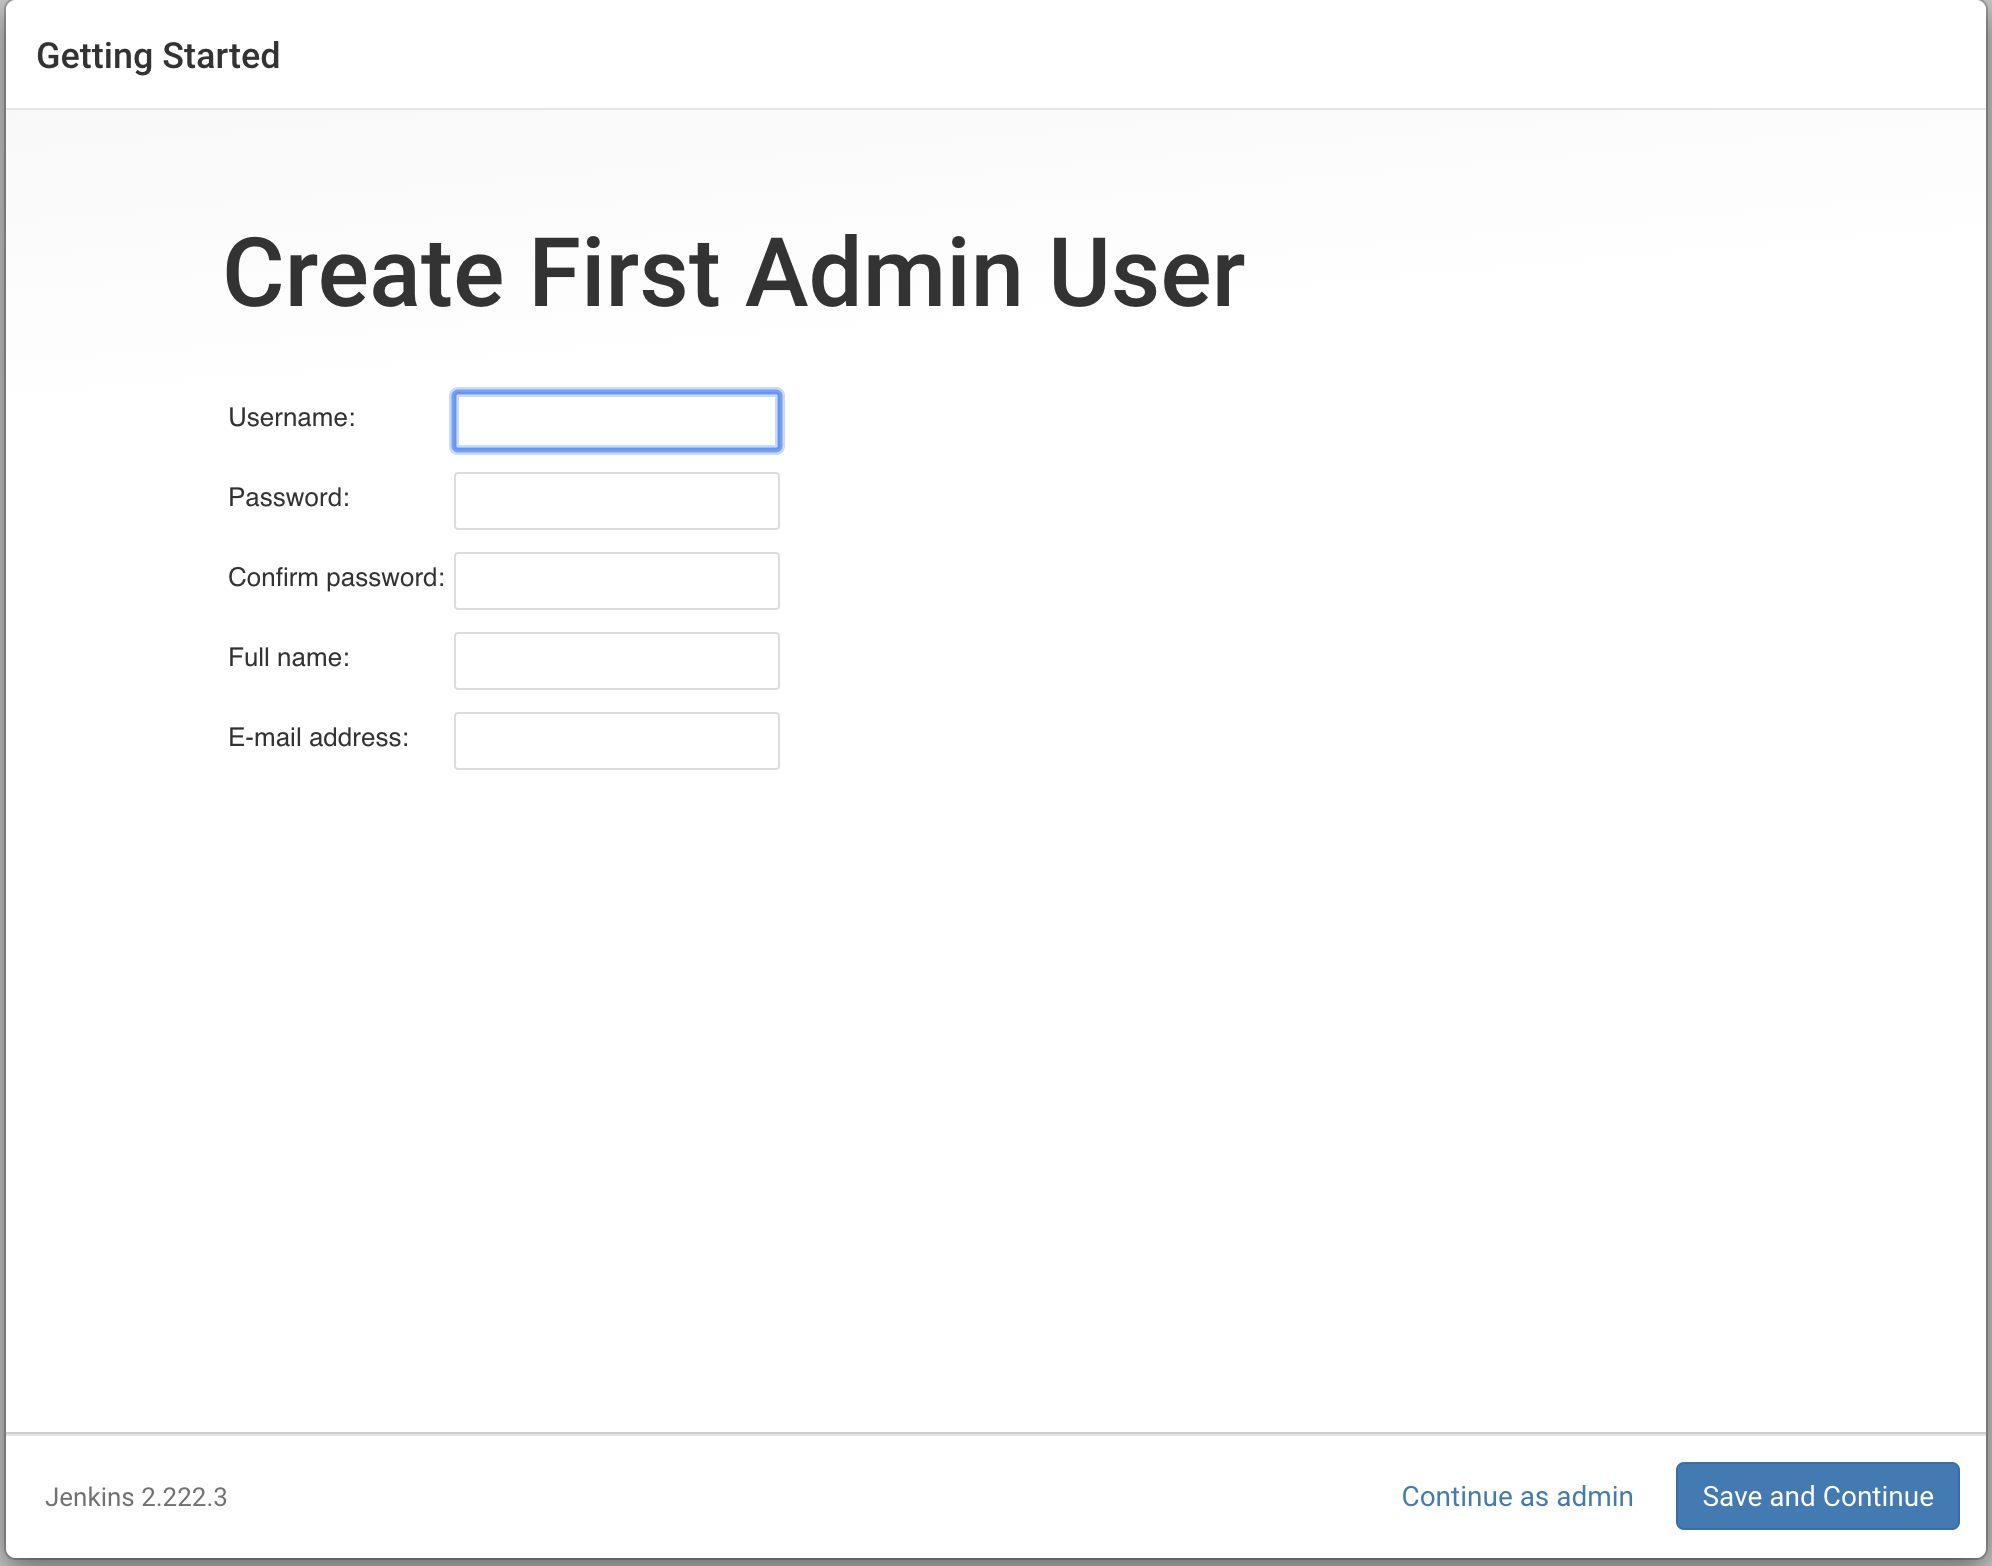 Getting Started
Create First Admin User
Username:
Password:
Confirm password:
Full name:
E-mail address:
Jenkins 2.222.3
Continue as admin
Save and Continue